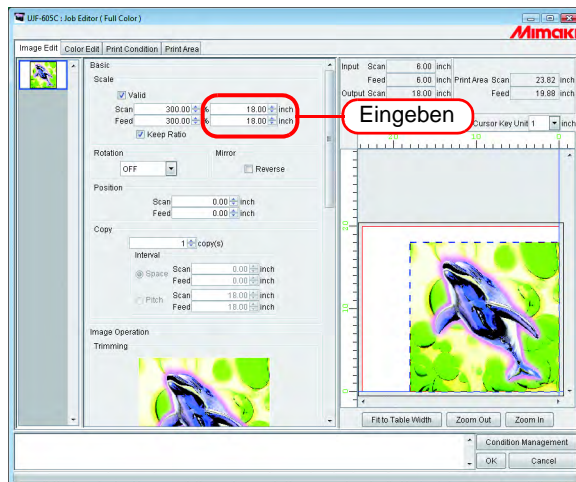 UJF-605C : Job Editor ( Full Color )
Mimaki
Image Edit Color Edit Print Condition Print Area
Basic
Scale
Valid
Scan 300.00 % 18.00 inch
Feed 300.00 % 18.00 inch
Keep Ratio
Rotation Mirror
OFF Reverse
Position
Scan 0.00 inch
Feed 0.00 inch
Copy
1 copy(s)
Interval
Space Scan 0.00 inch
Feed 0.00 inch
Pitch Scan 18.00 inch
Feed 18.00 inch
Image Operation
Trimming
Input Scan 6.00 inch
Feed 6.00 inch Print Area Scan 23.82 inch
Output Scan 18.00 inch Feed 19.88 inch
Eingeben
Cursor Key Unit 1 inch
20 10 0
20
10
0
Fit to Table Width Zoom Out Zoom In
Condition Management
OK Cancel